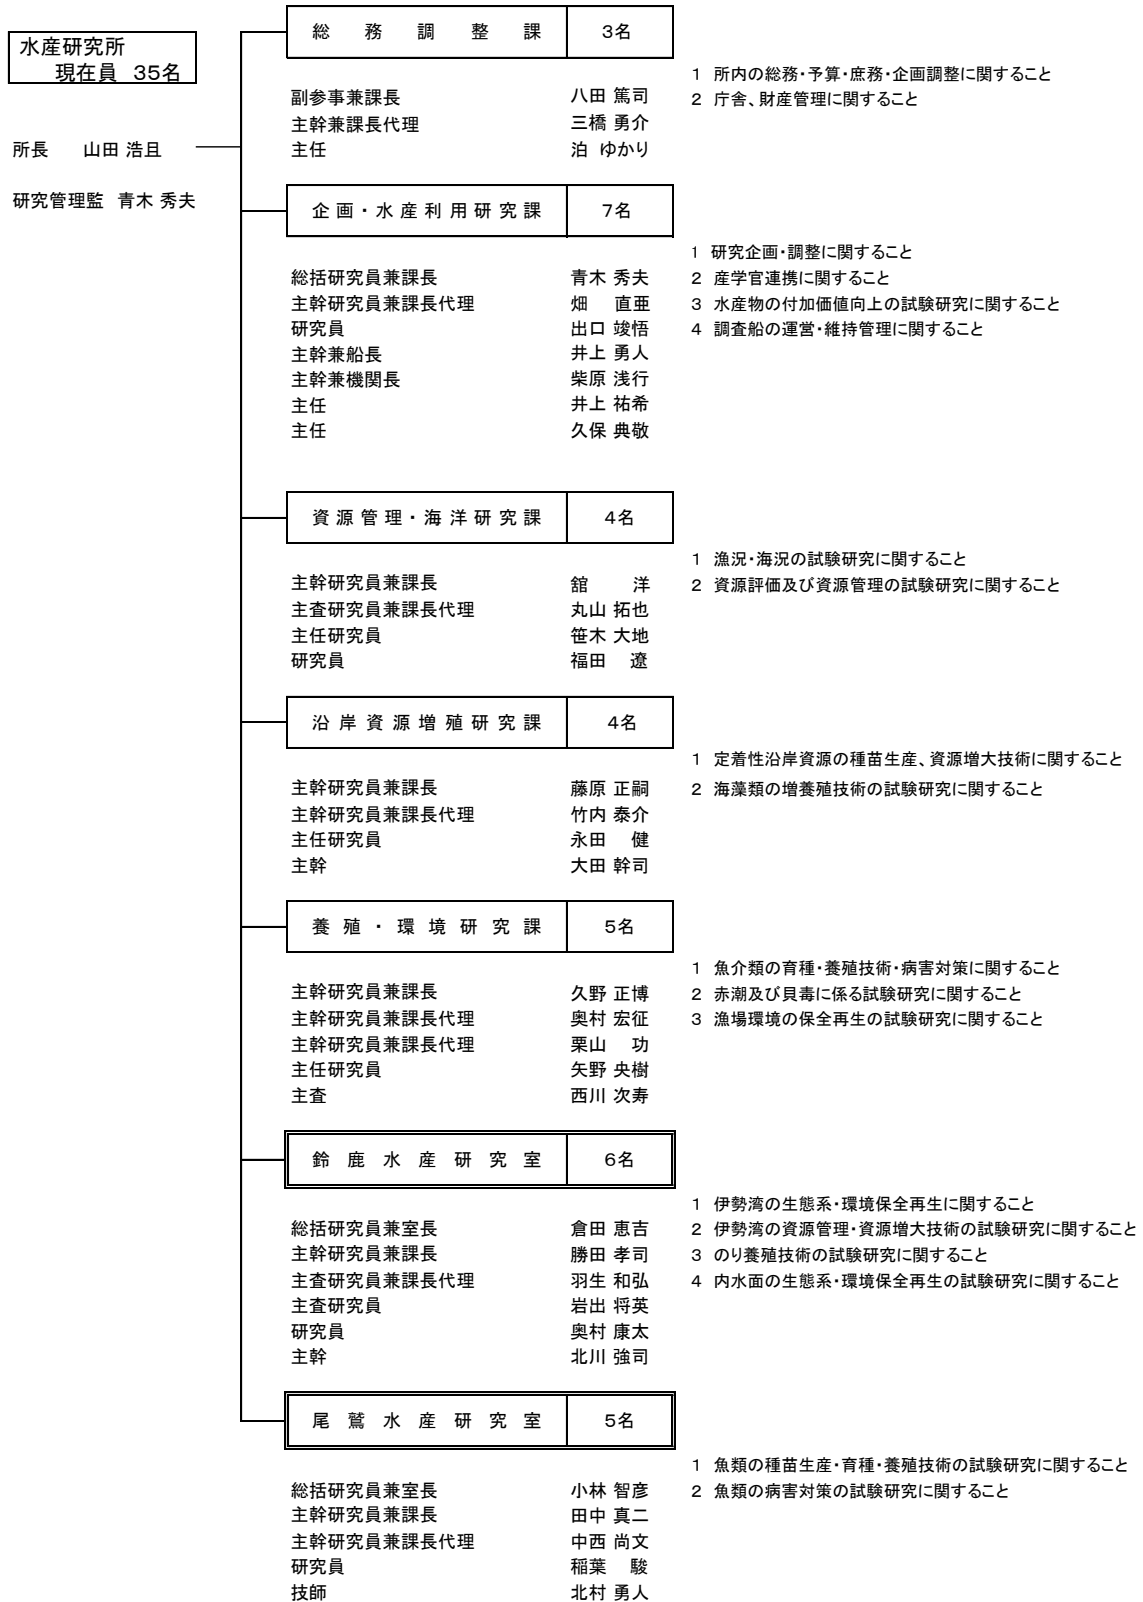 水産研究所
現在員 35名
所長 山田 浩且
研究管理監 青木 秀夫
総務調整課 3名
1 所内の総務・予算・庶務・企画調整に関すること
副参事兼課長 八田 篤司
2 庁舎、財産管理に関すること
主幹兼課長代理 三橋 勇介
主任 泊 ゆかり
企画・水産利用研究課 7名
1 研究企画・調整に関すること
総括研究員兼課長 青木 秀夫
2 産学官連携に関すること
主幹研究員兼課長代理 畑 直亜
3 水産物の付加価値向上の試験研究に関すること
研究員 出口 竣悟
4 調査船の運営・維持管理に関すること
主幹兼船長 井上 勇人
主幹兼機関長 柴原 浅行
主任 井上 祐希
主任 久保 典敬
資源管理・海洋研究課 4名
1 漁況・海況の試験研究に関すること
主幹研究員兼課長 舘 洋
2 資源評価及び資源管理の試験研究に関すること
主査研究員兼課長代理 丸山 拓也
主任研究員 笹木 大地
研究員 福田 遼
沿岸資源増殖研究課 4名
1 定着性沿岸資源の種苗生産、資源増大技術に関すること
主幹研究員兼課長 藤原 正嗣
2 海藻類の増養殖技術の試験研究に関すること
主幹研究員兼課長代理 竹内 泰介
主任研究員 永田 健
主幹 大田 幹司
養殖・環境研究課 5名
1 魚介類の育種・養殖技術・病害対策に関すること
主幹研究員兼課長 久野 正博
2 赤潮及び貝毒に係る試験研究に関すること
主幹研究員兼課長代理 奥村 宏征
3 漁場環境の保全再生の試験研究に関すること
主幹研究員兼課長代理 栗山 功
主任研究員 矢野 央樹
主査 西川 次寿
鈴鹿水産研究室 6名
1 伊勢湾の生態系・環境保全再生に関すること
総括研究員兼室長 倉田 恵吉
2 伊勢湾の資源管理・資源増大技術の試験研究に関すること
主幹研究員兼課長 勝田 孝司
3 のり養殖技術の試験研究に関すること
主査研究員兼課長代理 羽生 和弘
4 内水面の生態系・環境保全再生の試験研究に関すること
主査研究員 岩出 将英
研究員 奥村 康太
主幹 北川 強司
尾鷲水産研究室 5名
1 魚類の種苗生産・育種・養殖技術の試験研究に関すること
総括研究員兼室長 小林 智彦
2 魚類の病害対策の試験研究に関すること
主幹研究員兼課長 田中 真二
主幹研究員兼課長代理 中西 尚文
研究員 稲葉 駿
技師 北村 勇人